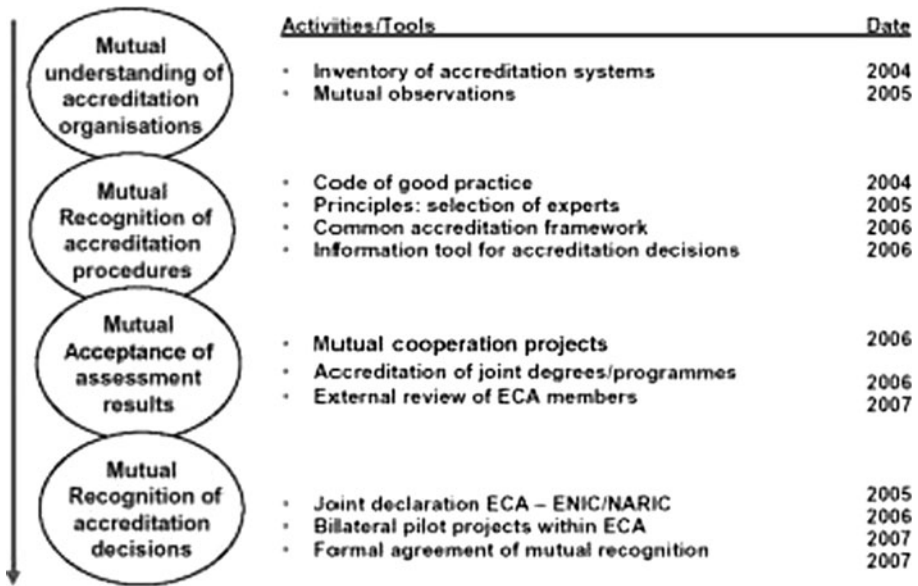 Activities/Tools Date
Mutual
understanding of
accreditation
organisations
• Inventory of accreditation systems 2004
• Mutual observations 2005
Mutual
Recognition of
accreditation
procedures
• Code of good practice 2004
• Principles: selection of experts 2005
• Common accreditation framework 2006
• Information tool for accreditation decisions 2006
Mutual
Acceptance of
assessment
results
• Mutual cooperation projects 2006
• Accreditation of joint degrees/programmes 2006
• External review of ECA members 2007
Mutual
Recognition of
accreditation
decisions
2005
• Joint declaration ECA – ENIC/NARIC 2006
• Bilateral pilot projects within ECA 2007
• Formal agreement of mutual recognition 2007